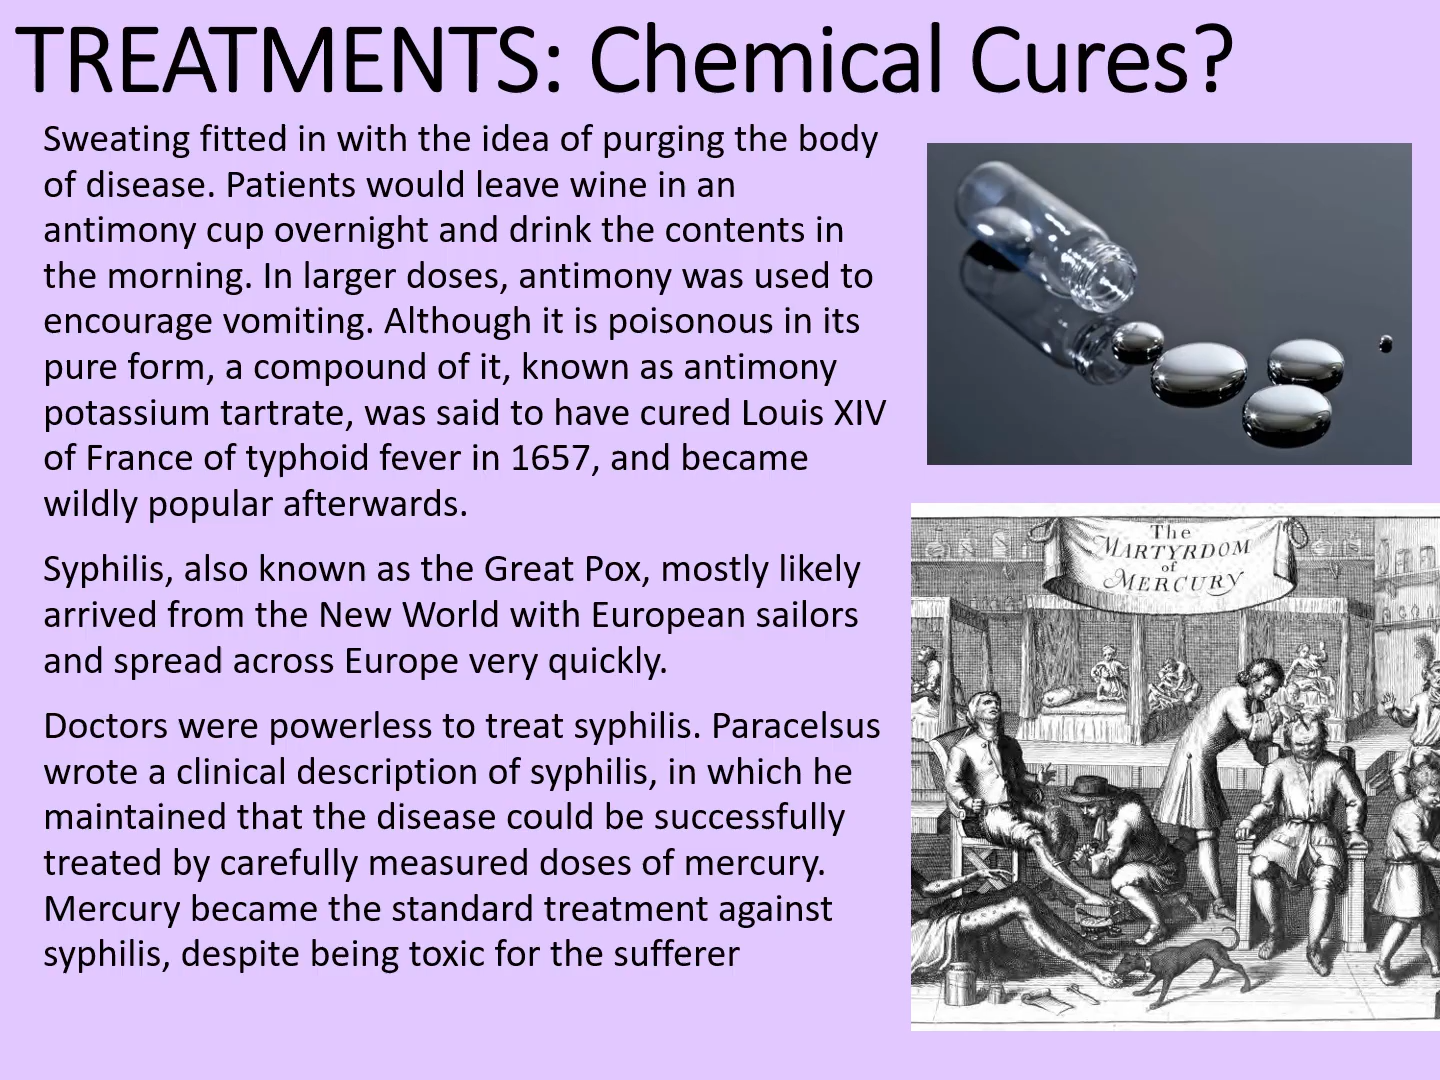 TREATMENTS: Chemical Cures?
Sweating fitted in with the idea of purging the body
of disease. Patients would leave wine in an
antimony cup overnight and drink the contents in
the morning. In larger doses, antimony was used to
encourage vomiting. Although it is poisonous in its
pure form, a compound of it, known as antimony
potassium tartrate, was said to have cured Louis XIV
of France of typhoid fever in 1657, and became
wildly popular afterwards.
Syphilis, also known as the Great Pox, mostly likely
arrived from the New World with European sailors
and spread across Europe very quickly.
Doctors were powerless to treat syphilis. Paracelsus
wrote a clinical description of syphilis, in which he
maintained that the disease could be successfully
treated by carefully measured doses of mercury.
Mercury became the standard treatment against
syphilis, despite being toxic for the sufferer
The
MARTYRDOM
of
MERCURY